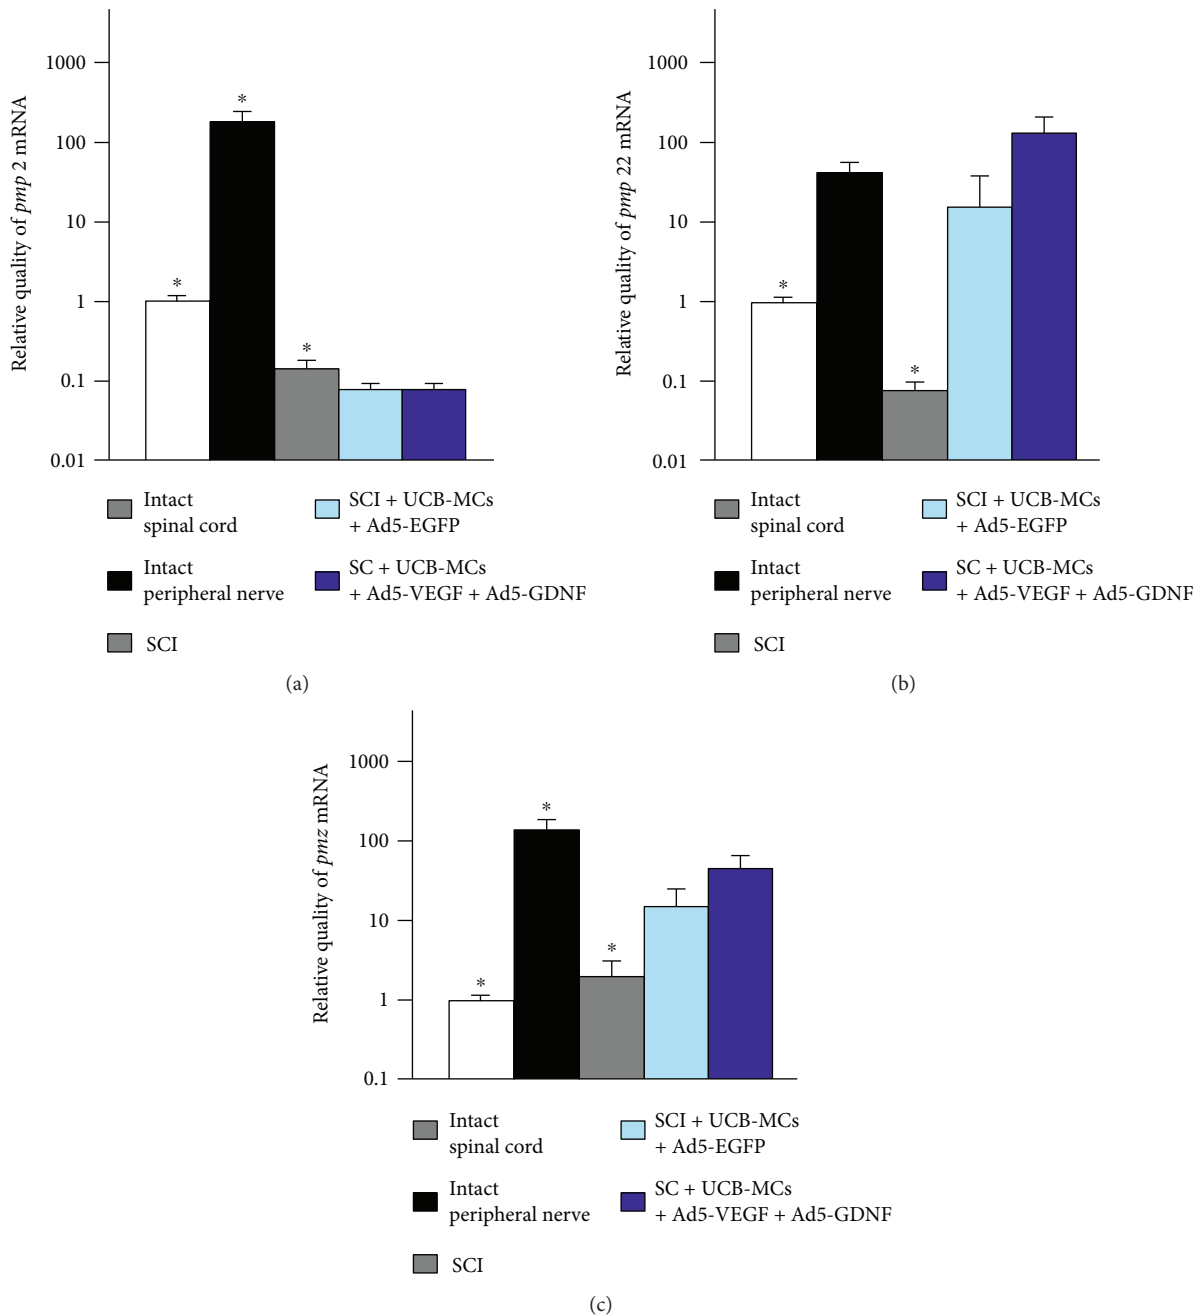 Relative quality of pmp 2 mRNA
1000
100
10
1
0.1
0.01
*
*
*
Intact
spinal cord
Intact
peripheral nerve
SCI
SCI + UCB-MCs
+ Ad5-EGFP
SC + UCB-MCs
+ Ad5-VEGF + Ad5-GDNF
(a)
Relative quality of pmp 22 mRNA
1000
100
10
1
0.1
0.01
*
*
Intact
spinal cord
Intact
peripheral nerve
SCI
SCI + UCB-MCs
+ Ad5-EGFP
SC + UCB-MCs
+ Ad5-VEGF + Ad5-GDNF
(b)
Relative quality of pmz mRNA
1000
100
10
1
0.1
*
*
*
Intact
spinal cord
Intact
peripheral nerve
SCI
SCI + UCB-MCs
+ Ad5-EGFP
SC + UCB-MCs
+ Ad5-VEGF + Ad5-GDNF
(c)